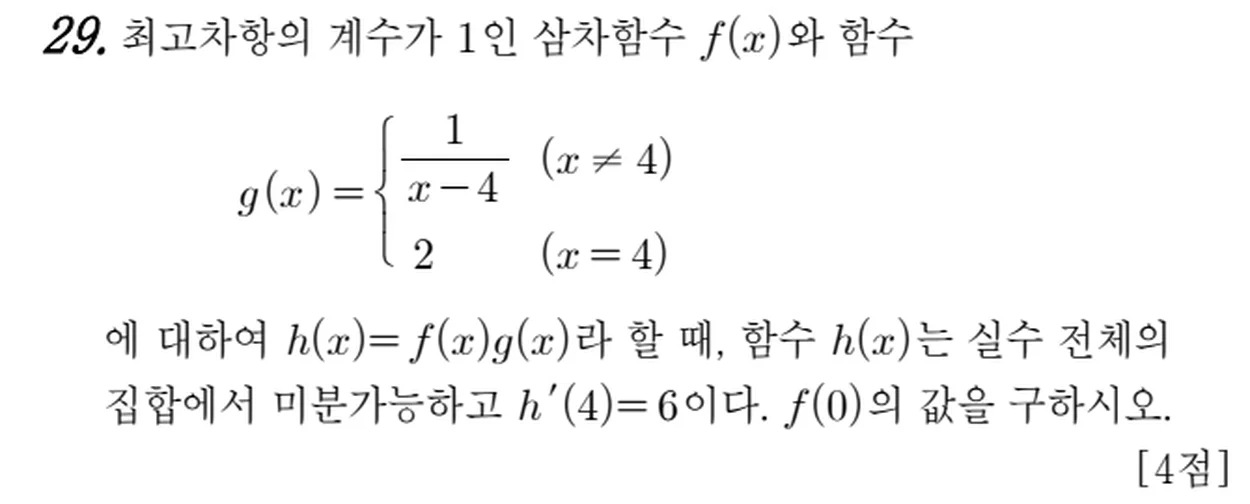 29. 최고차항의 계수가 1인 삼차함수 f(x)와 함수
g(x) = { 1/(x-4) (x ≠ 4)
2 (x = 4)
에 대하여 h(x)= f(x)g(x)라 할 때, 함수 h(x)는 실수 전체의
집합에서 미분가능하고 h′(4)=6이다. f(0)의 값을 구하시오.
[4점]